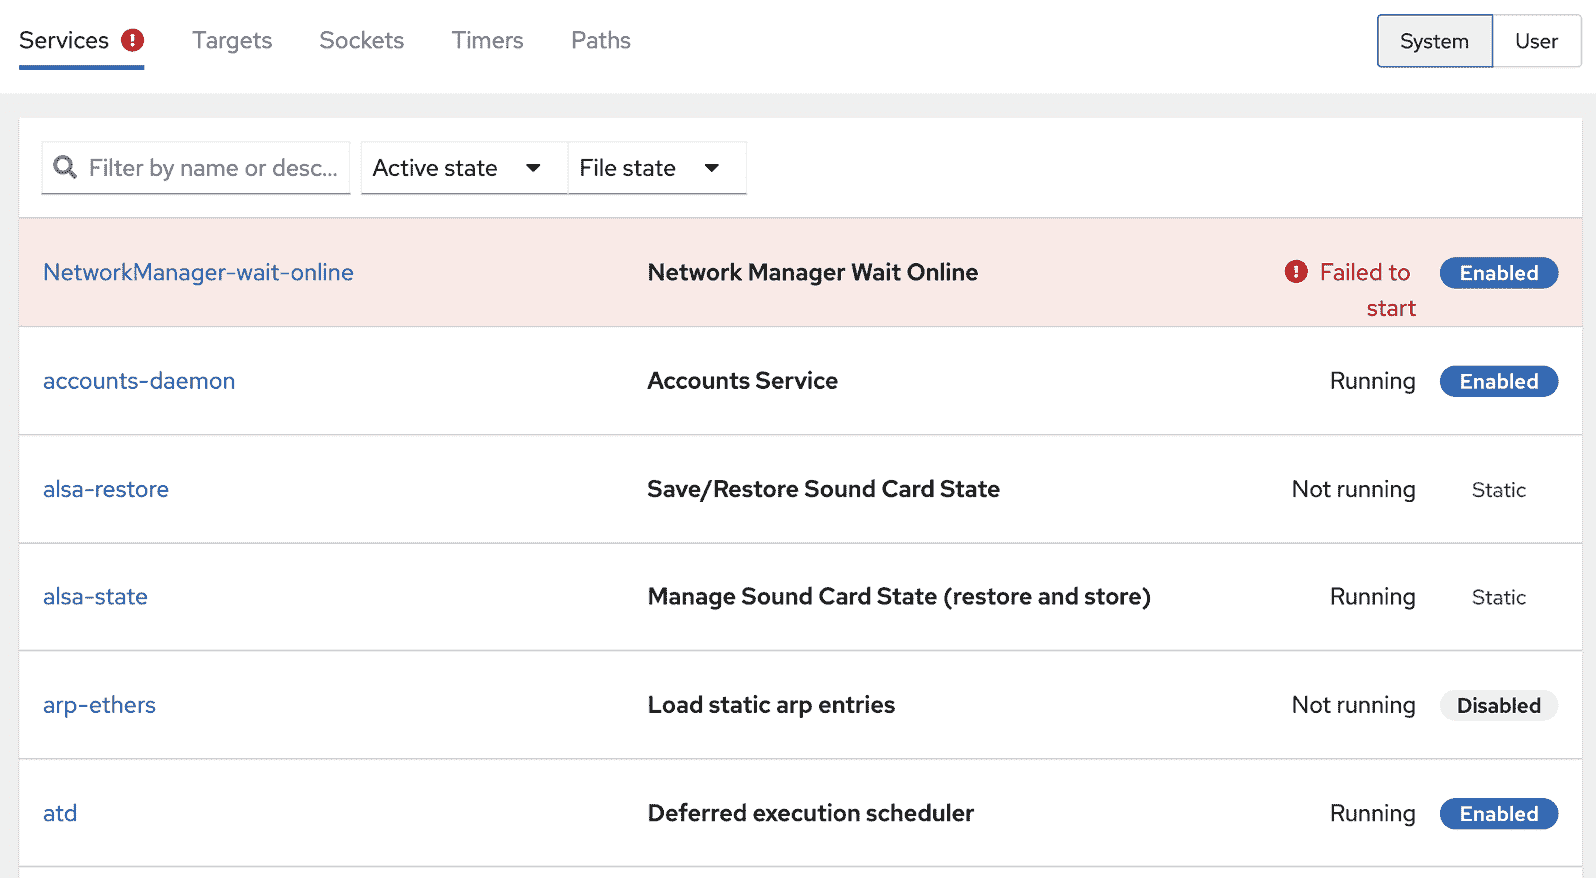 Services Targets Sockets Timers Paths System User
Filter by name or desc... Active state File state
NetworkManager-wait-online Network Manager Wait Online Failed to Enabled
start
accounts-daemon Accounts Service Running Enabled
alsa-restore Save/Restore Sound Card State Not running Static
alsa-state Manage Sound Card State (restore and store) Running Static
arp-ethers Load static arp entries Not running Disabled
atd Deferred execution scheduler Running Enabled